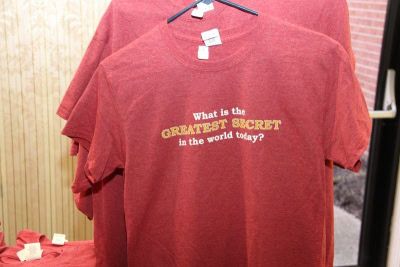 What is the
GREATEST SECRET
in the world today?